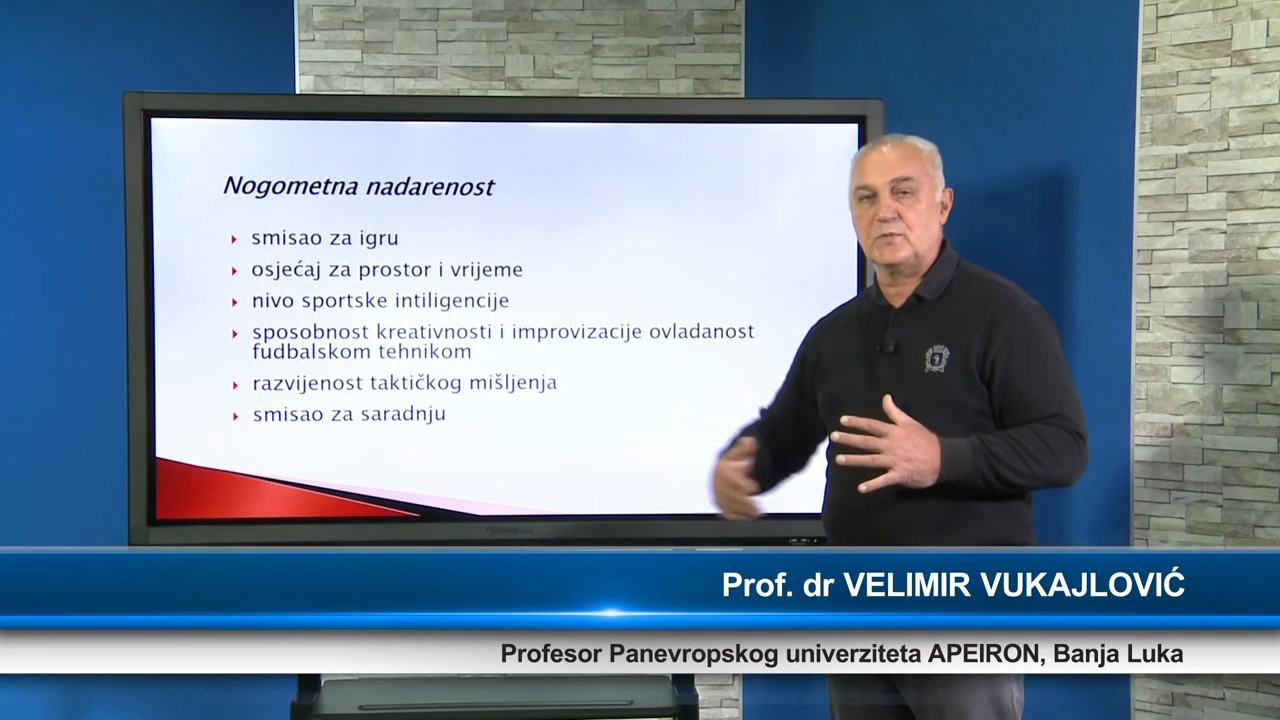 Nogometna nadarenost
smisao za igru
osjećaj za prostor i vrijeme
nivo sportske intiligencije
sposobnost kreativnosti i improvizacije ovladanost
fudbalskom tehnikom
razvijenost taktičkog mišljenja
smisao za saradnju
Prof. dr VELIMIR VUKAJLOVIĆ
Profesor Panevropskog univerziteta APEIRON, Banja Luka